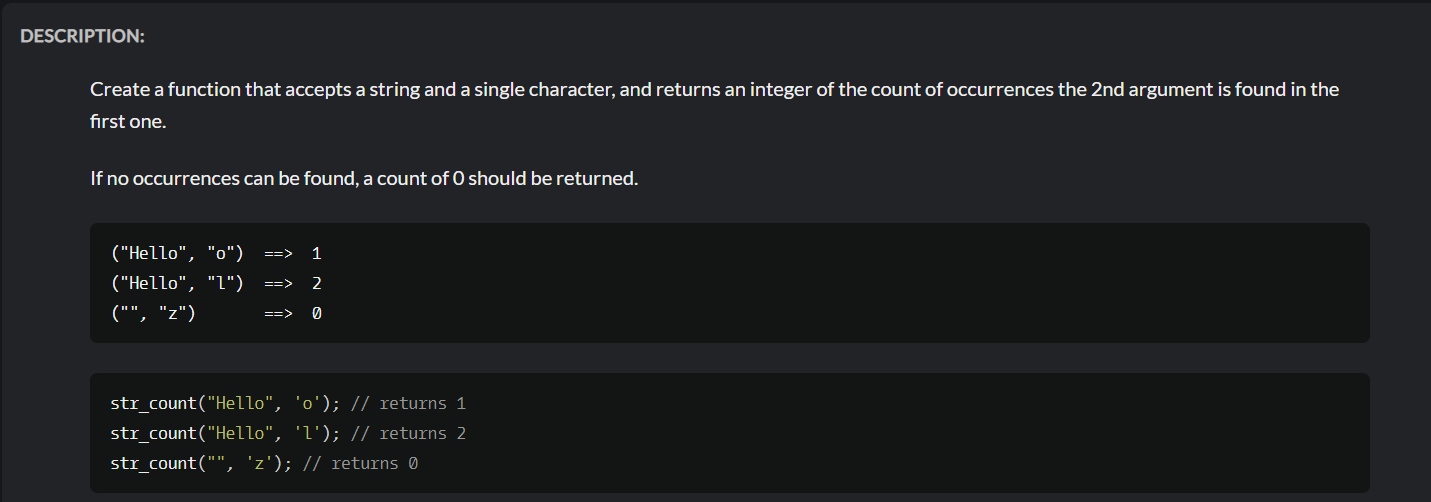 DESCRIPTION:
Create a function that accepts a string and a single character, and returns an integer of the count of occurrences the 2nd argument is found in the
first one.
If no occurrences can be found, a count of 0 should be returned.
("Hello", "o")  ==>  1
("Hello", "l")  ==>  2
("", "z")       ==>  0
str_count("Hello", 'o'); // returns 1
str_count("Hello", 'l'); // returns 2
str_count("", 'z'); // returns 0